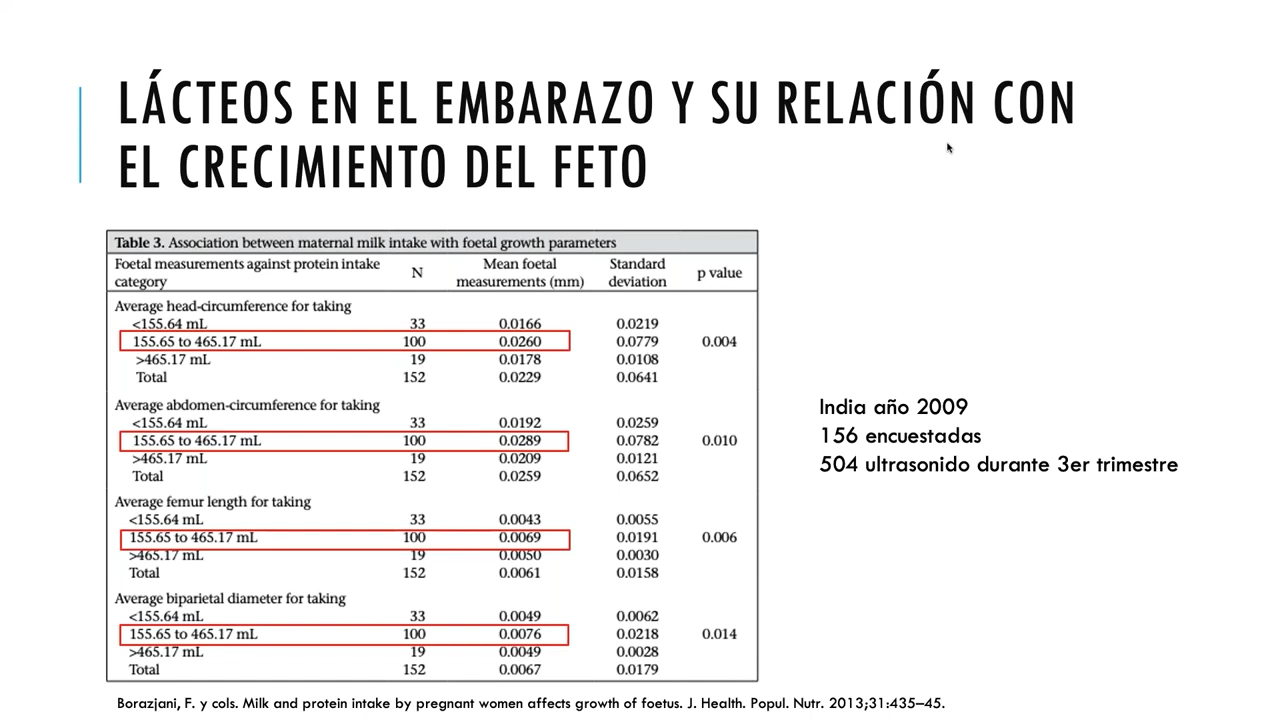 LÁCTEOS EN EL EMBARAZO Y SU RELACIÓN CON
EL CRECIMIENTO DEL FETO
Table 3. Association between maternal milk intake with foetal growth parameters
Foetal measurements against protein intake category N Mean foetal measurements (mm) Standard deviation p value
Average head-circumference for taking
<155.64 mL 33 0.0166 0.0219
155.65 to 465.17 mL 100 0.0260 0.0779 0.004
>465.17 mL 19 0.0178 0.0108
Total 152 0.0229 0.0641
Average abdomen-circumference for taking
<155.64 mL 33 0.0192 0.0259
155.65 to 465.17 mL 100 0.0289 0.0782 0.010
>465.17 mL 19 0.0209 0.0121
Total 152 0.0259 0.0652
Average femur length for taking
<155.64 mL 33 0.0043 0.0055
155.65 to 465.17 mL 100 0.0069 0.0191 0.006
>465.17 mL 19 0.0050 0.0030
Total 152 0.0061 0.0158
Average biparietal diameter for taking
<155.64 mL 33 0.0049 0.0062
155.65 to 465.17 mL 100 0.0076 0.0218 0.014
>465.17 mL 19 0.0049 0.0028
Total 152 0.0067 0.0179
India año 2009
156 encuestadas
504 ultrasonido durante 3er trimestre
Borazjani, F. y cols. Milk and protein intake by pregnant women affects growth of foetus. J. Health. Popul. Nutr. 2013;31:435–45.